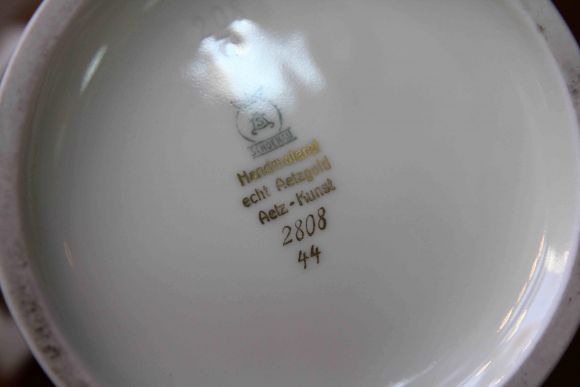 Handmalerei
echt Aetzgold
Aetz-Kunst
2808
44